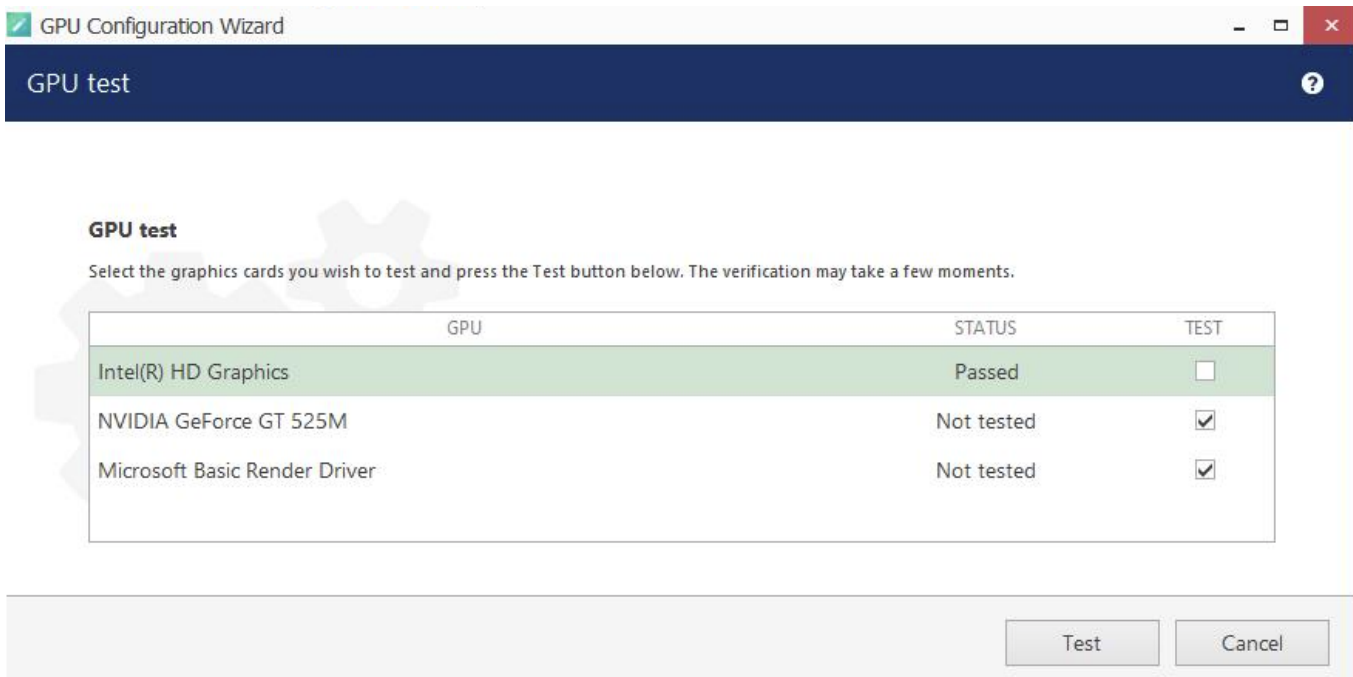 GPU Configuration Wizard
GPU test
GPU test
Select the graphics cards you wish to test and press the Test button below. The verification may take a few moments.
GPU STATUS TEST
Intel(R) HD Graphics Passed
NVIDIA GeForce GT 525M Not tested
Microsoft Basic Render Driver Not tested
Test Cancel